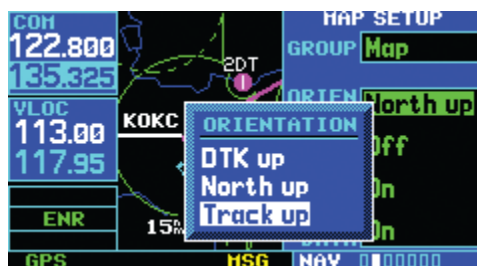 COM
122.800
135.325
VLOC
113.00
117.95
ENR
GPS
2DT
KOKC
15
MSG
MAP SETUP
GROUP Map
ORIEN North up
Off
On
On
ORIENTATION
DTK up
North up
Track up
NAV